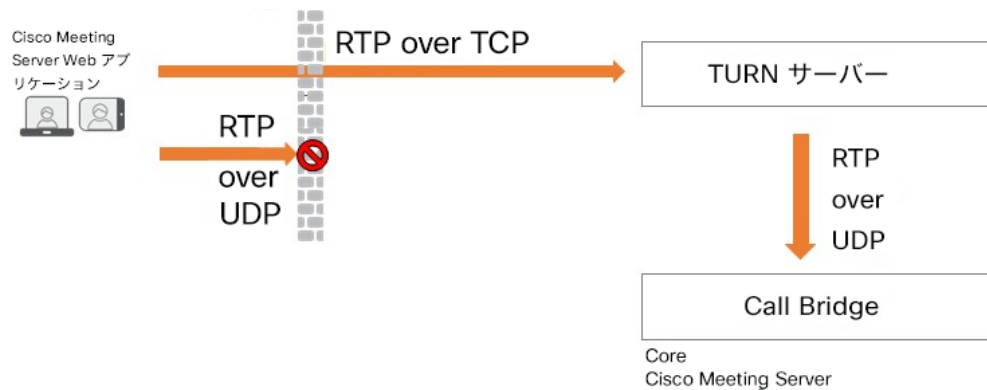 Cisco Meeting
Server Web アプ
リケーション
RTP over TCP
TURN サーバー
RTP
over
UDP
RTP
over
UDP
Call Bridge
Core
Cisco Meeting Server